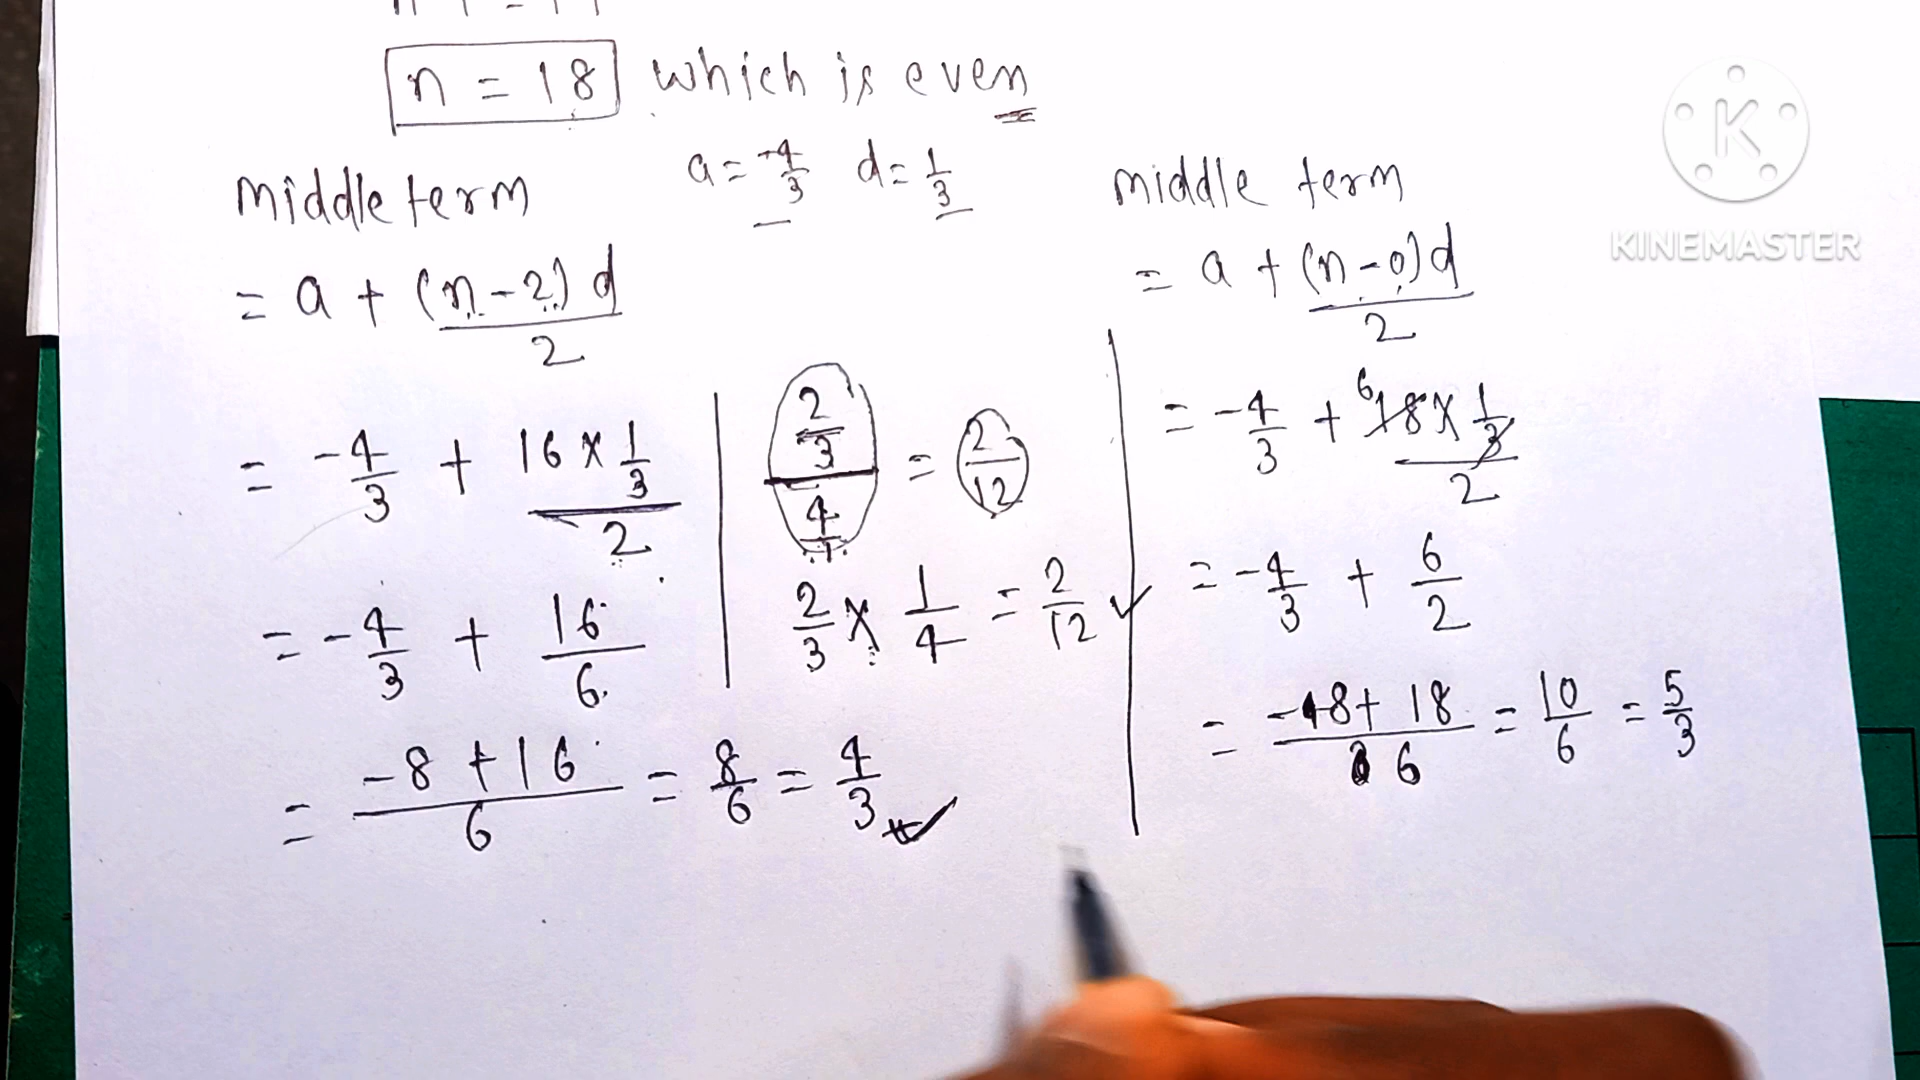 n = 18 which is even
a = -4/3 d = 1/3
Middle term
= a + (n - 2) d / 2
= -4/3 + 16 × 1/3 / 2
= -4/3 + 16/6
= -8 + 16 / 6 = 8/6 = 4/3
2/3 / 4/1 = 2/12
2/3 × 1/4 = 2/12
middle term
= a + (n - 0) d / 2
= -4/3 + 6 18 × 1/3 / 2
= -4/3 + 6/2
= -8 + 18 / 6 = 10/6 = 5/3
K
KINEMASTER